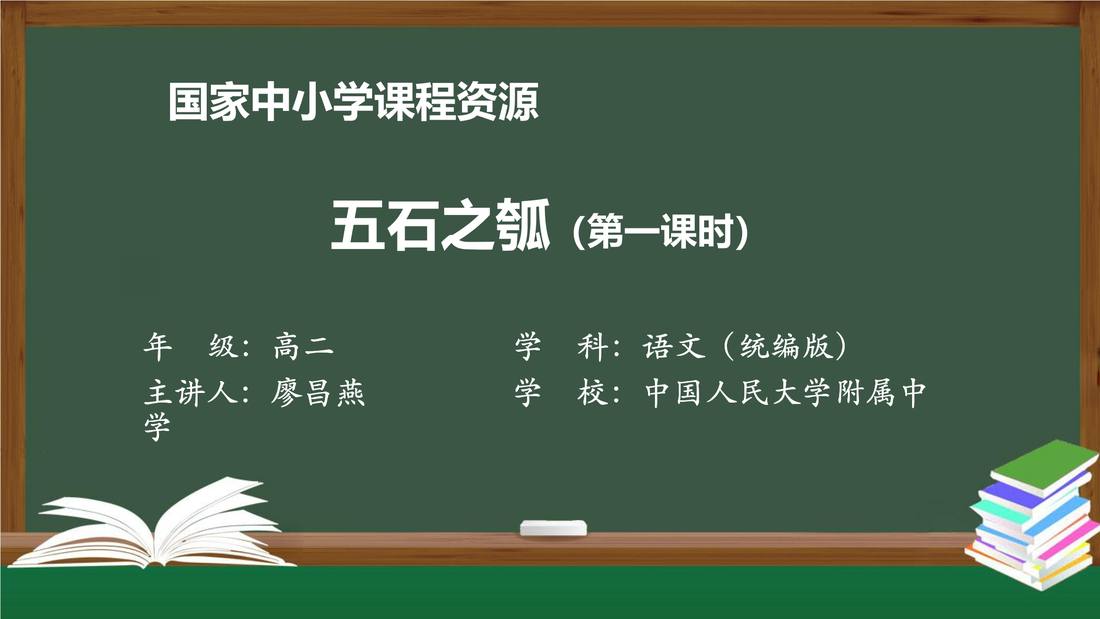 国家中小学课程资源
五石之瓠（第一课时）
年　级：高二　　　学　科：语文（统编版）
主讲人：廖昌燕　　　学　校：中国人民大学附属中
学